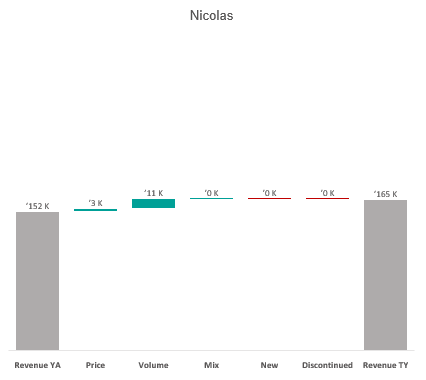 Nicolas
‘152 K
‘3 K
‘11 K
‘0 K
‘0 K
‘0 K
‘165 K
Revenue YA Price Volume Mix New Discontinued Revenue TY